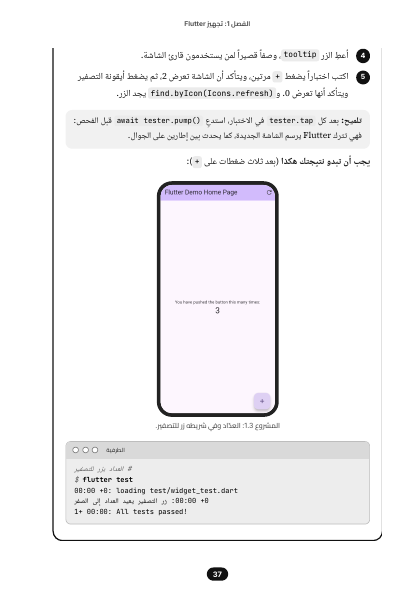 الفصل 1: تجهيز Flutter
4 أعطِ الزر tooltip، وصفاً قصيراً لمن يستخدمون قارئ الشاشة.
5 اكتب اختباراً يضغط + مرتين، ويتأكد أن الشاشة تعرض 2، ثم يضغط أيقونة التصفير
ويتأكد أنها تعرض 0. و find.byIcon(Icons.refresh) يجد الزر.
تلميح: بعد كل tester.tap في الاختبار، استدعِ await tester.pump() قبل الفحص:
فهي تترك Flutter يرسم الشاشة الجديدة، كما يحدث بين إطارين على الجوال.
يجب أن تبدو نتيجتك هكذا (بعد ثلاث ضغطات على +):
Flutter Demo Home Page
You have pushed the button this many times:
3
+
المشروع 1.3: العدّاد وفي شريطه زر للتصفير.
الطرفية
# العداد بزر للتصفير
$ flutter test
00:00 +0: loading test/widget_test.dart
00:00 +0: زر التصفير يعيد العداد إلى الصفر
00:00 +1: All tests passed!
37